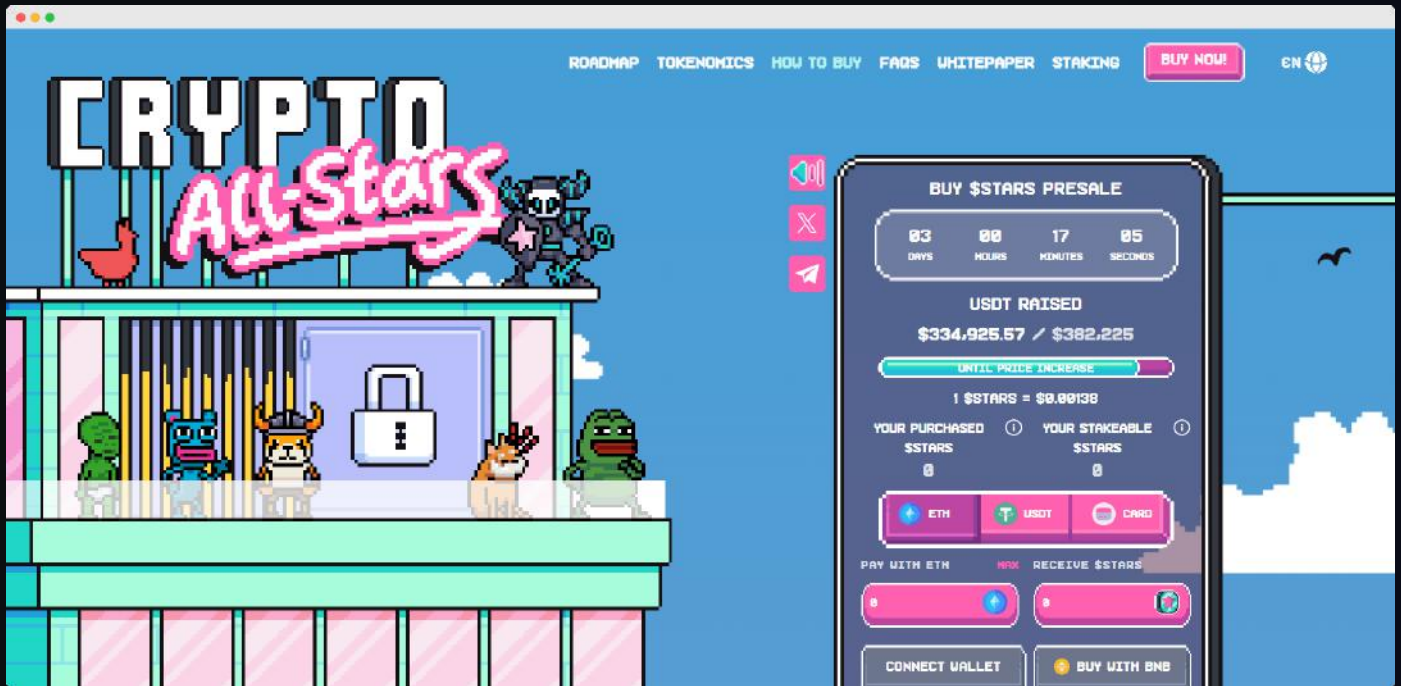 ROADMAP TOKENOMICS HOW TO BUY FAQS WHITEPAPER STAKING BUY NOW! EN
CRYPTO
All-Stars
BUY $STARS PRESALE
03 00 17 05
DAYS HOURS MINUTES SECONDS
USDT RAISED
$334,925.57 / $382,225
UNTIL PRICE INCREASE
1 $STARS = $0.00138
YOUR PURCHASED YOUR STAKEABLE
$STARS $STARS
0 0
ETH USDT CARD
PAY WITH ETH MAX RECEIVE $STARS
0 0
CONNECT WALLET BUY WITH BNB